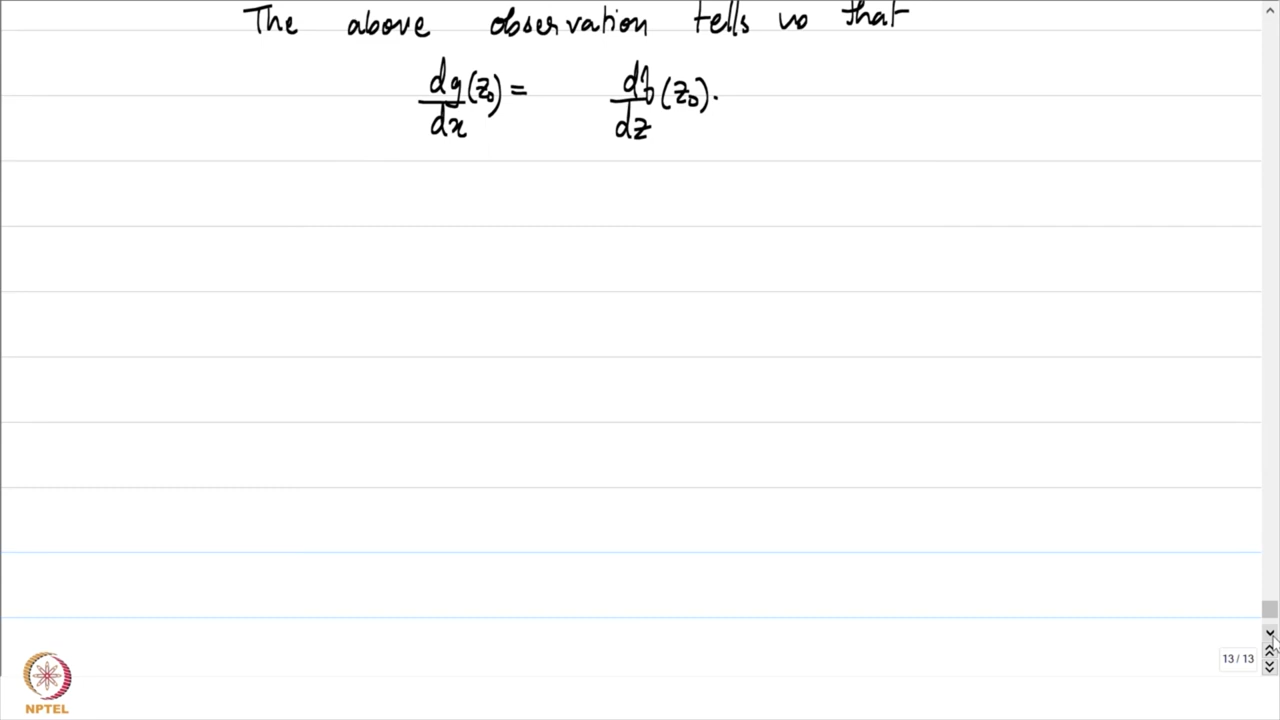 The above observation tells us that
dg/dx (z₀) = df/dz (z₀).
13 / 13
NPTEL